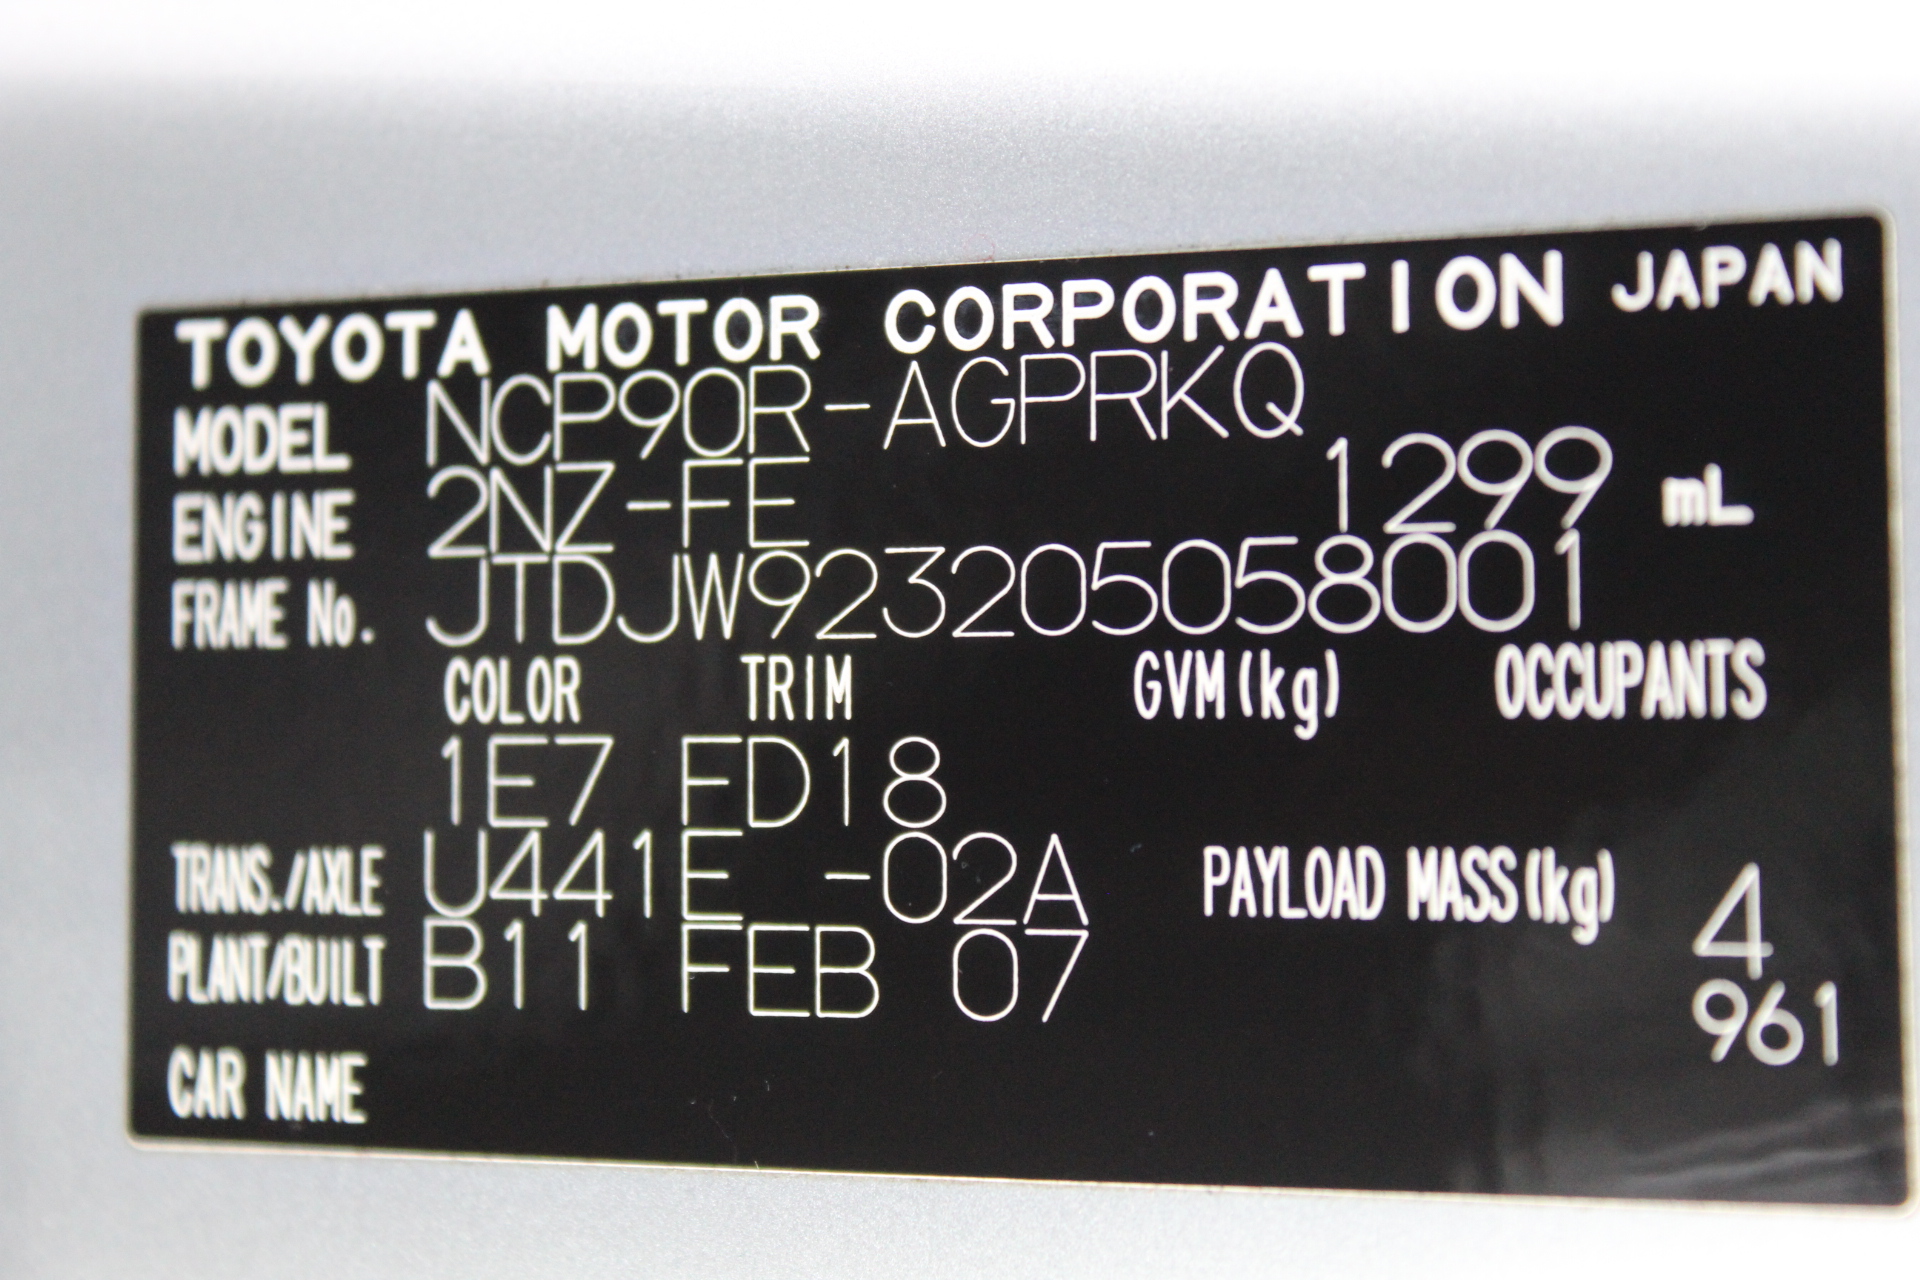 TOYOTA MOTOR CORPORATION JAPAN
MODEL NCP90R-AGPRKQ
ENGINE 2NZ-FE 1299 mL
FRAME No. JTDJW923205058001
COLOR TRIM GVM(kg) OCCUPANTS
1E7 FD18
TRANS./AXLE U441E -02A PAYLOAD MASS(kg) 4
PLANT/BUILT B11 FEB 07 961
CAR NAME